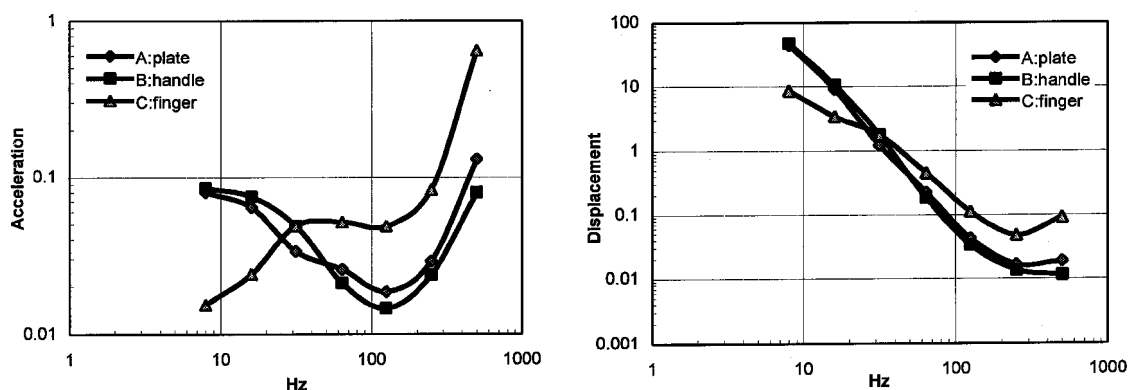 1
0.1
0.01
Acceleration
A:plate
B:handle
C:finger
1 10 100 1000
Hz
100
10
1
0.1
0.01
0.001
Displacement
A:plate
B:handle
C:finger
1 10 100 1000
Hz